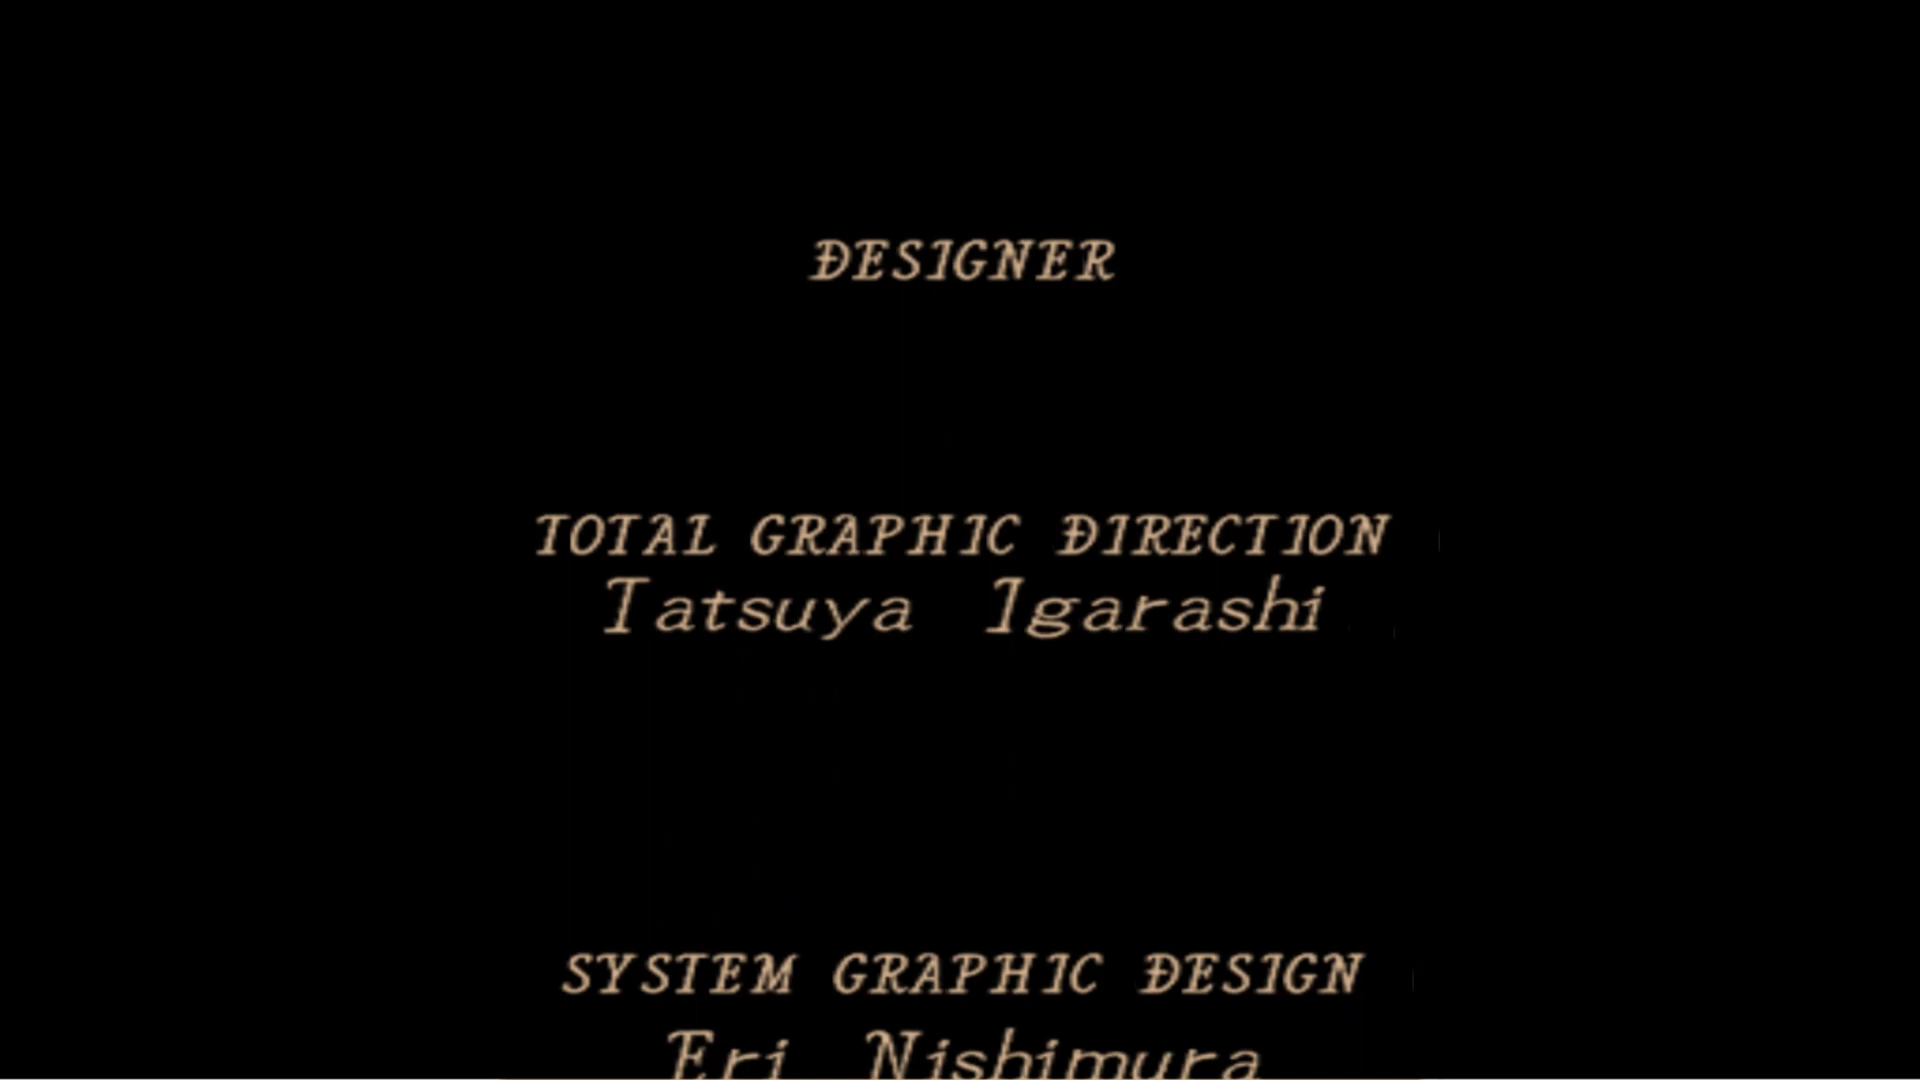 DESIGNER
TOTAL GRAPHIC DIRECTION
Tatsuya Igarashi
SYSTEM GRAPHIC DESIGN
Eri Nishimura